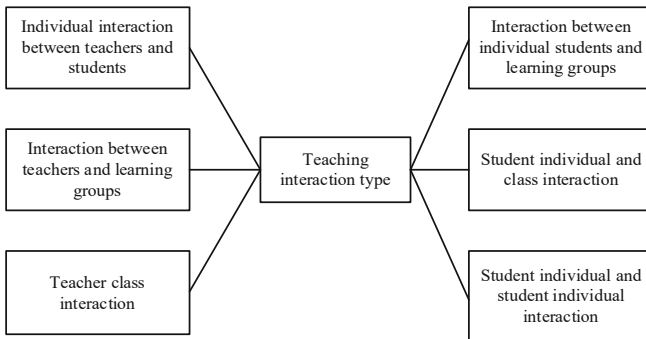 Individual interaction
between teachers and
students
Interaction between
teachers and learning
groups
Teacher class
interaction
Teaching
interaction type
Interaction between
individual students and
learning groups
Student individual and
class interaction
Student individual and
student individual
interaction